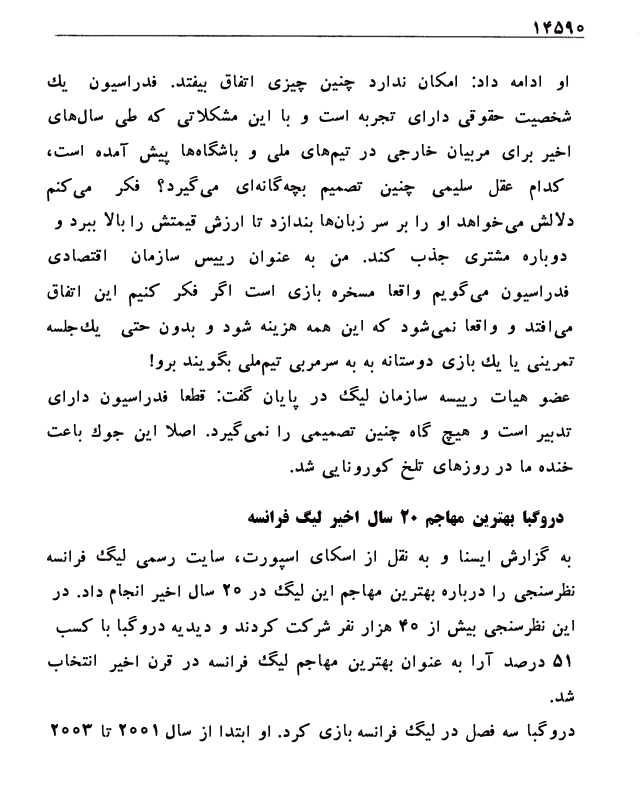 ۱۴۵۹۰
او ادامه داد: امکان ندارد چنین چیزی اتفاق بیفتد. فدراسیون یك
شخصیت حقوقی دارای تجربه است و با این مشکلاتی که طی سال‌های
اخیر برای مربیان خارجی در تیم‌های ملی و باشگاه‌ها پیش آمده است،
کدام عقل سلیمی چنین تصمیم بچه‌گانه‌ای می‌گیرد؟ فکر می‌کنم
دلالش می‌خواهد او را بر سر زبان‌ها بندازد تا ارزش قیمتش را بالا ببرد و
دوباره مشتری جذب کند. من به عنوان رییس سازمان اقتصادی
فدراسیون می‌گویم واقعا مسخره بازی است اگر فکر کنیم این اتفاق
می‌افتد و واقعا نمی‌شود که این همه هزینه شود و بدون حتی یك‌جلسه
تمرینی یا یك بازی دوستانه به به سرمربی تیم‌ملی بگویند برو!
عضو هیات رییسه سازمان لیگ در پایان گفت: قطعا فدراسیون دارای
تدبیر است و هیچ گاه چنین تصمیمی را نمی‌گیرد. اصلا این جوك باعت
خنده ما در روزهای تلخ کورونایی شد.
دروگبا بهترین مهاجم ۲۰ سال اخیر لیگ فرانسه
به گزارش ایسنا و به نقل از اسکای اسپورت، سایت رسمی لیگ فرانسه
نظرسنجی را درباره بهترین مهاجم این لیگ در ۲۰ سال اخیر انجام داد. در
این نظرسنجی بیش از ۴۰ هزار نفر شرکت کردند و دیدیه دروگبا با کسب
۵۱ درصد آرا به عنوان بهترین مهاجم لیگ فرانسه در قرن اخیر انتخاب
شد.
دروگبا سه فصل در لیگ فرانسه بازی کرد. او ابتدا از سال ۲۰۰۱ تا ۲۰۰۳